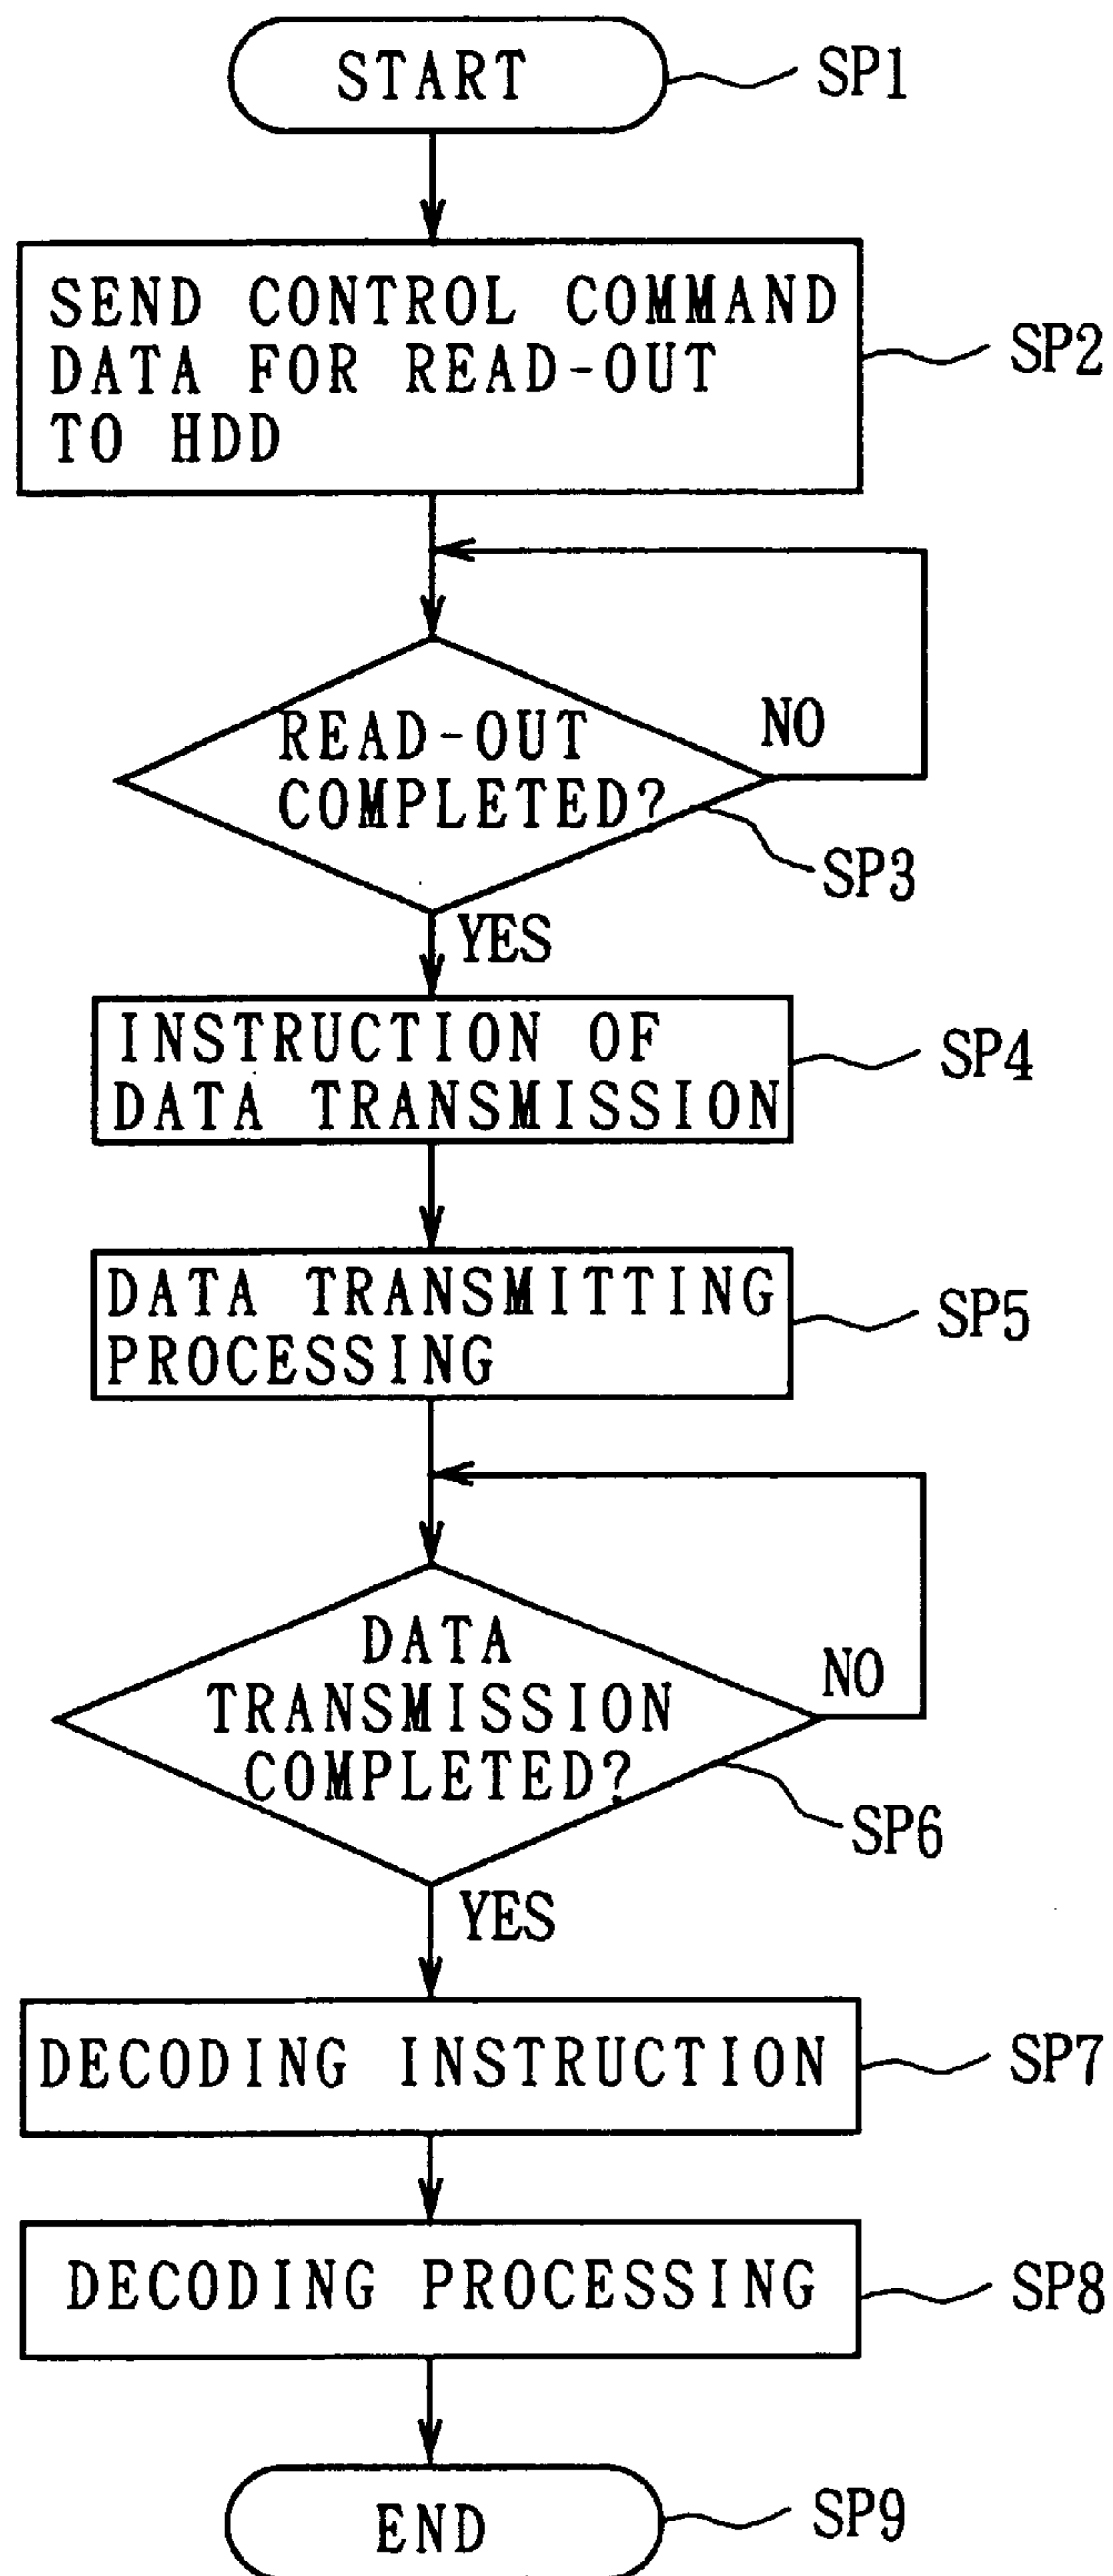 START
SP1
SEND CONTROL COMMAND
DATA FOR READ-OUT
TO HDD
SP2
READ-OUT
COMPLETED?
NO
SP3
YES
INSTRUCTION OF
DATA TRANSMISSION
SP4
DATA TRANSMITTING
PROCESSING
SP5
DATA
TRANSMISSION
COMPLETED?
NO
SP6
YES
DECODING INSTRUCTION
SP7
DECODING PROCESSING
SP8
END
SP9